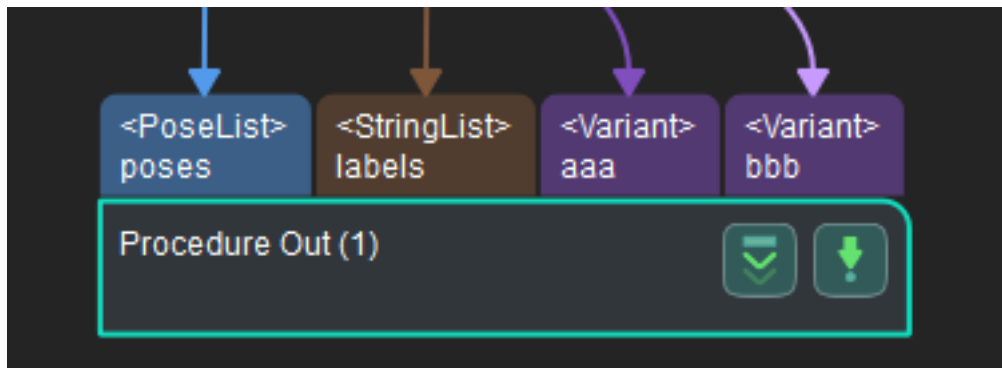 <PoseList>
poses
<StringList>
labels
<Variant>
aaa
<Variant>
bbb
Procedure Out (1)